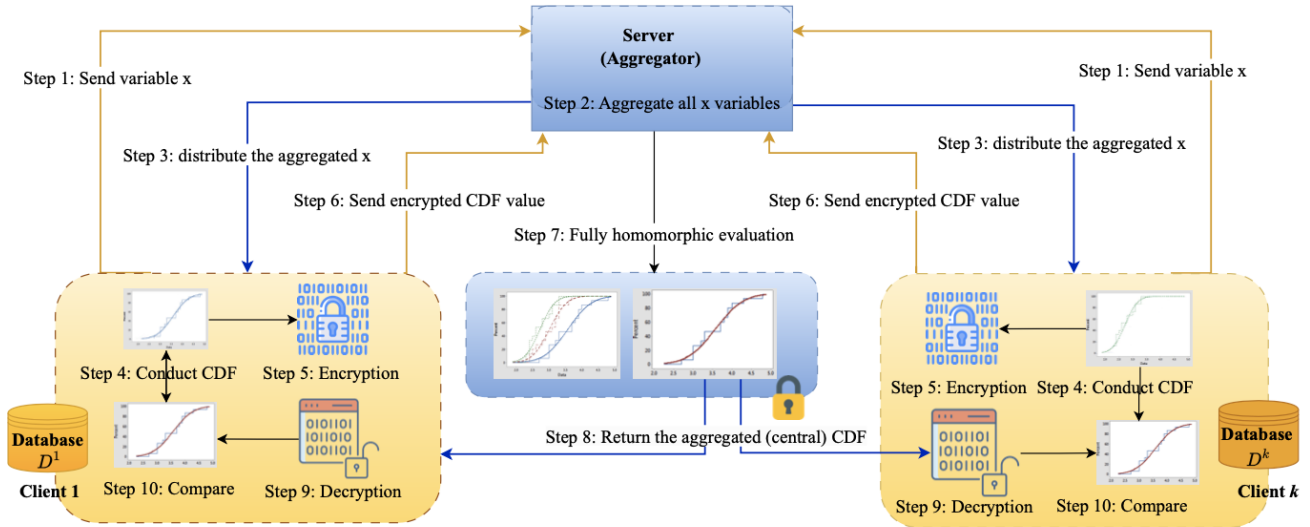 Server
(Aggregator)
Step 1: Send variable x
Step 1: Send variable x
Step 2: Aggregate all x variables
Step 3: distribute the aggregated x
Step 3: distribute the aggregated x
Step 6: Send encrypted CDF value
Step 6: Send encrypted CDF value
Step 7: Fully homomorphic evaluation
Step 4: Conduct CDF
Step 5: Encryption
Step 5: Encryption
Step 4: Conduct CDF
Database
D¹
Client 1
Step 8: Return the aggregated (central) CDF
Database
Dᵏ
Client k
Step 10: Compare
Step 9: Decryption
Step 9: Decryption
Step 10: Compare